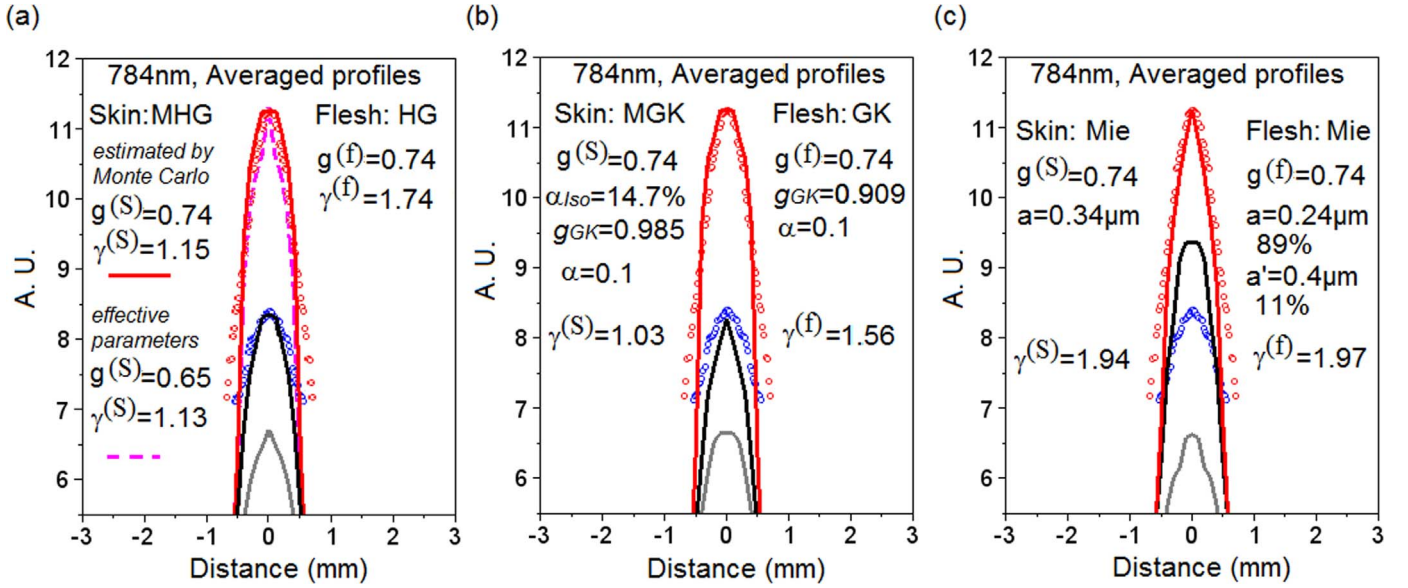 (a)
784nm, Averaged profiles
Skin:MHG
Flesh: HG
estimated by
Monte Carlo
g(S)=0.74
γ(S)=1.15
effective
parameters
g(S)=0.65
γ(S)=1.13
g(f)=0.74
γ(f)=1.74
A. U.
12
11
10
9
8
7
6
-3 -2 -1 0 1 2 3
Distance (mm)
(b)
784nm, Averaged profiles
Skin: MGK
Flesh: GK
g(S)=0.74
αIso=14.7%
gGK=0.985
α=0.1
γ(S)=1.03
g(f)=0.74
gGK=0.909
α=0.1
γ(f)=1.56
A. U.
12
11
10
9
8
7
6
-3 -2 -1 0 1 2 3
Distance (mm)
(c)
784nm, Averaged profiles
Skin: Mie
Flesh: Mie
g(S)=0.74
a=0.34µm
γ(S)=1.94
g(f)=0.74
a=0.24µm
89%
a'=0.4µm
11%
γ(f)=1.97
A. U.
12
11
10
9
8
7
6
-3 -2 -1 0 1 2 3
Distance (mm)